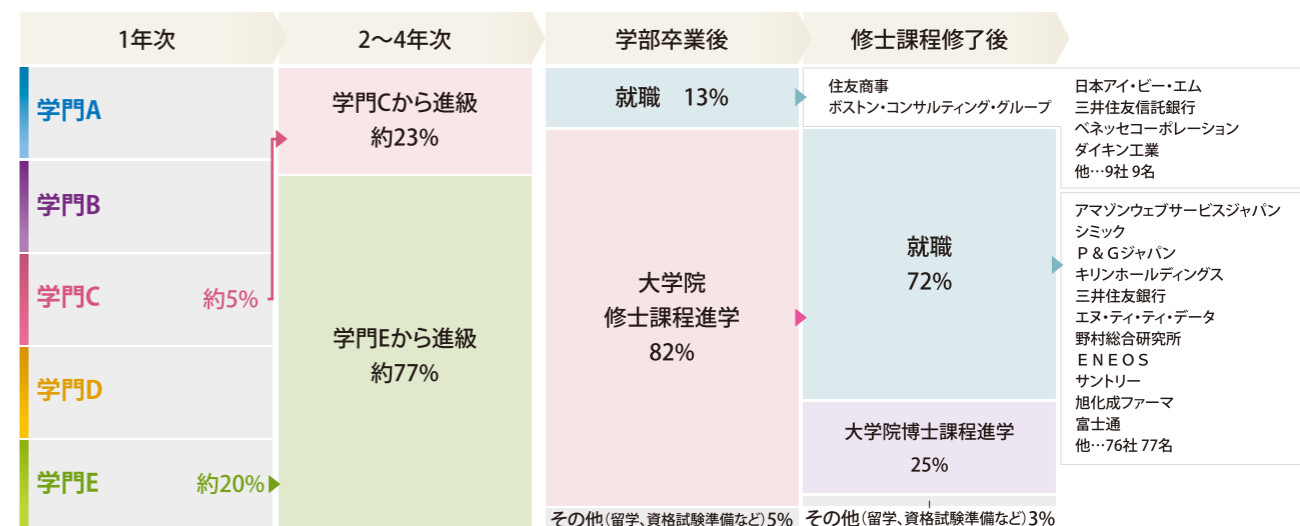 1年次
2〜4年次
学部卒業後
修士課程修了後
学門A
学門B
学門C
約5%
学門D
学門E
約20%
学門Cから進級
約23%
学門Eから進級
約77%
就職 13%
大学院
修士課程進学
82%
その他(留学、資格試験準備など)5%
住友商事
ボストン・コンサルティング・グループ
日本アイ・ビー・エム
三井住友信託銀行
ベネッセコーポレーション
ダイキン工業
他…9社 9名
就職
72%
大学院博士課程進学
25%
その他(留学、資格試験準備など)3%
アマゾンウェブサービスジャパン
シミック
P&Gジャパン
キリンホールディングス
三井住友銀行
エヌ・ティ・ティ・データ
野村総合研究所
ENEOS
サントリー
旭化成ファーマ
富士通
他…76社 77名